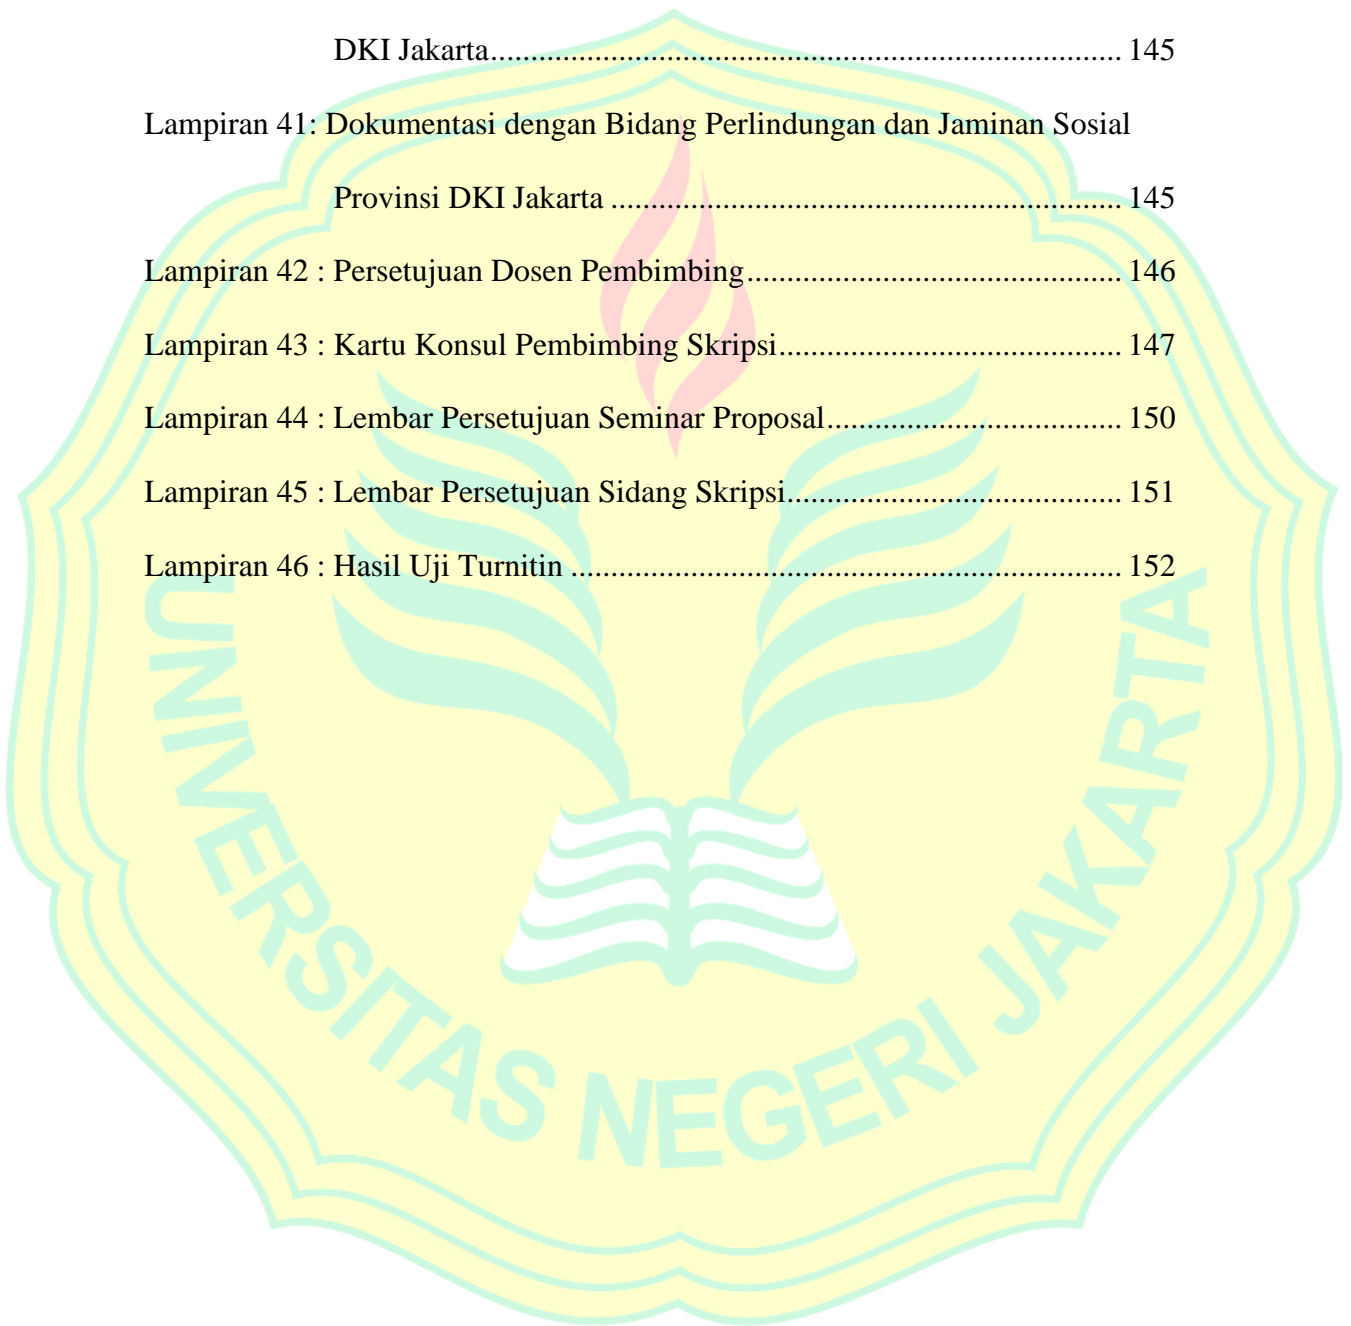 DKI Jakarta.............................................................................. 145
Lampiran 41: Dokumentasi dengan Bidang Perlindungan dan Jaminan Sosial
Provinsi DKI Jakarta ............................................................... 145
Lampiran 42 : Persetujuan Dosen Pembimbing.............................................. 146
Lampiran 43 : Kartu Konsul Pembimbing Skripsi.......................................... 147
Lampiran 44 : Lembar Persetujuan Seminar Proposal.................................... 150
Lampiran 45 : Lembar Persetujuan Sidang Skripsi......................................... 151
Lampiran 46 : Hasil Uji Turnitin .................................................................... 152
UNIVERSITAS NEGERI JAKARTA